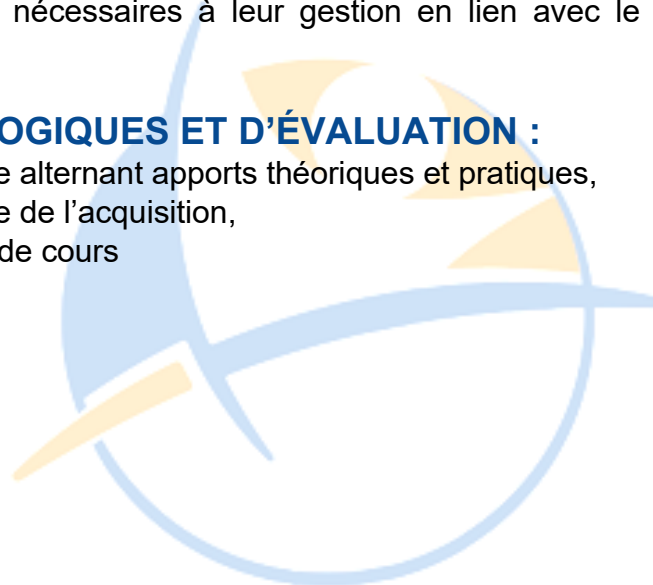 nécessaires à leur gestion en lien avec le
OGIQUES ET D’ÉVALUATION :
e alternant apports théoriques et pratiques,
e de l’acquisition,
de cours